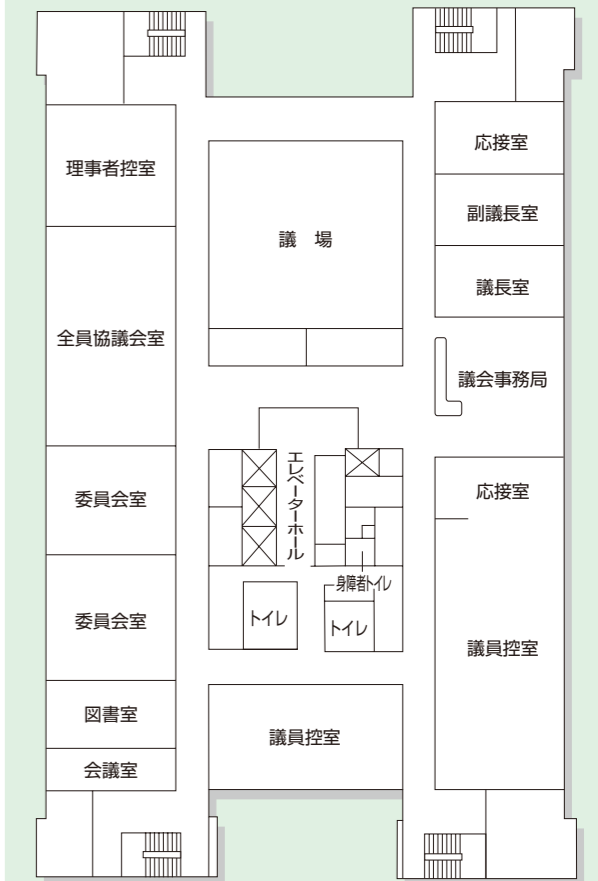 理事者控室
全員協議会室
委員会室
委員会室
図書室
会議室
議 場
エレベーターホール
身障者トイレ
トイレ
トイレ
議員控室
応接室
副議長室
議長室
議会事務局
応接室
議員控室